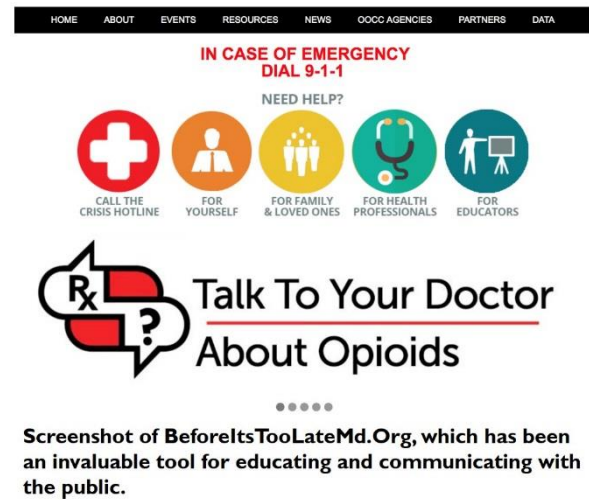 HOME ABOUT EVENTS RESOURCES NEWS OOCC AGENCIES PARTNERS DATA
IN CASE OF EMERGENCY
DIAL 9-1-1
NEED HELP?
CALL THE
CRISIS HOTLINE
FOR
YOURSELF
FOR FAMILY
& LOVED ONES
FOR HEALTH
PROFESSIONALS
FOR
EDUCATORS
Rx
?
Talk To Your Doctor
About Opioids
Screenshot of BeforeItsTooLateMd.Org, which has been
an invaluable tool for educating and communicating with
the public.